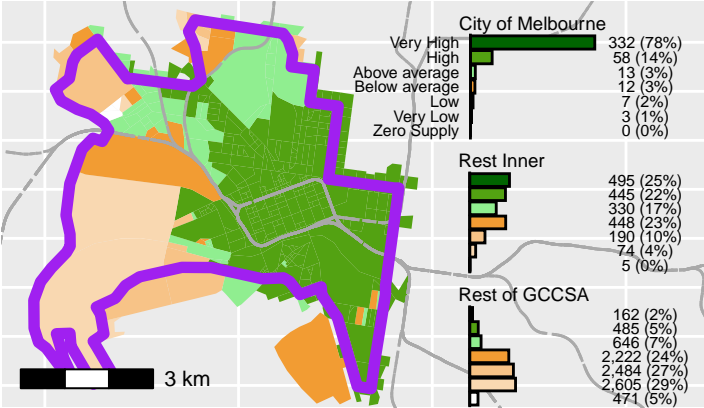 City of Melbourne
Very High 332 (78%)
High 58 (14%)
Above average 13 (3%)
Below average 12 (3%)
Low 7 (2%)
Very Low 3 (1%)
Zero Supply 0 (0%)
Rest Inner
495 (25%)
445 (22%)
330 (17%)
448 (23%)
190 (10%)
74 (4%)
5 (0%)
Rest of GCCSA
162 (2%)
485 (5%)
646 (7%)
2,222 (24%)
2,484 (27%)
2,605 (29%)
471 (5%)
3 km